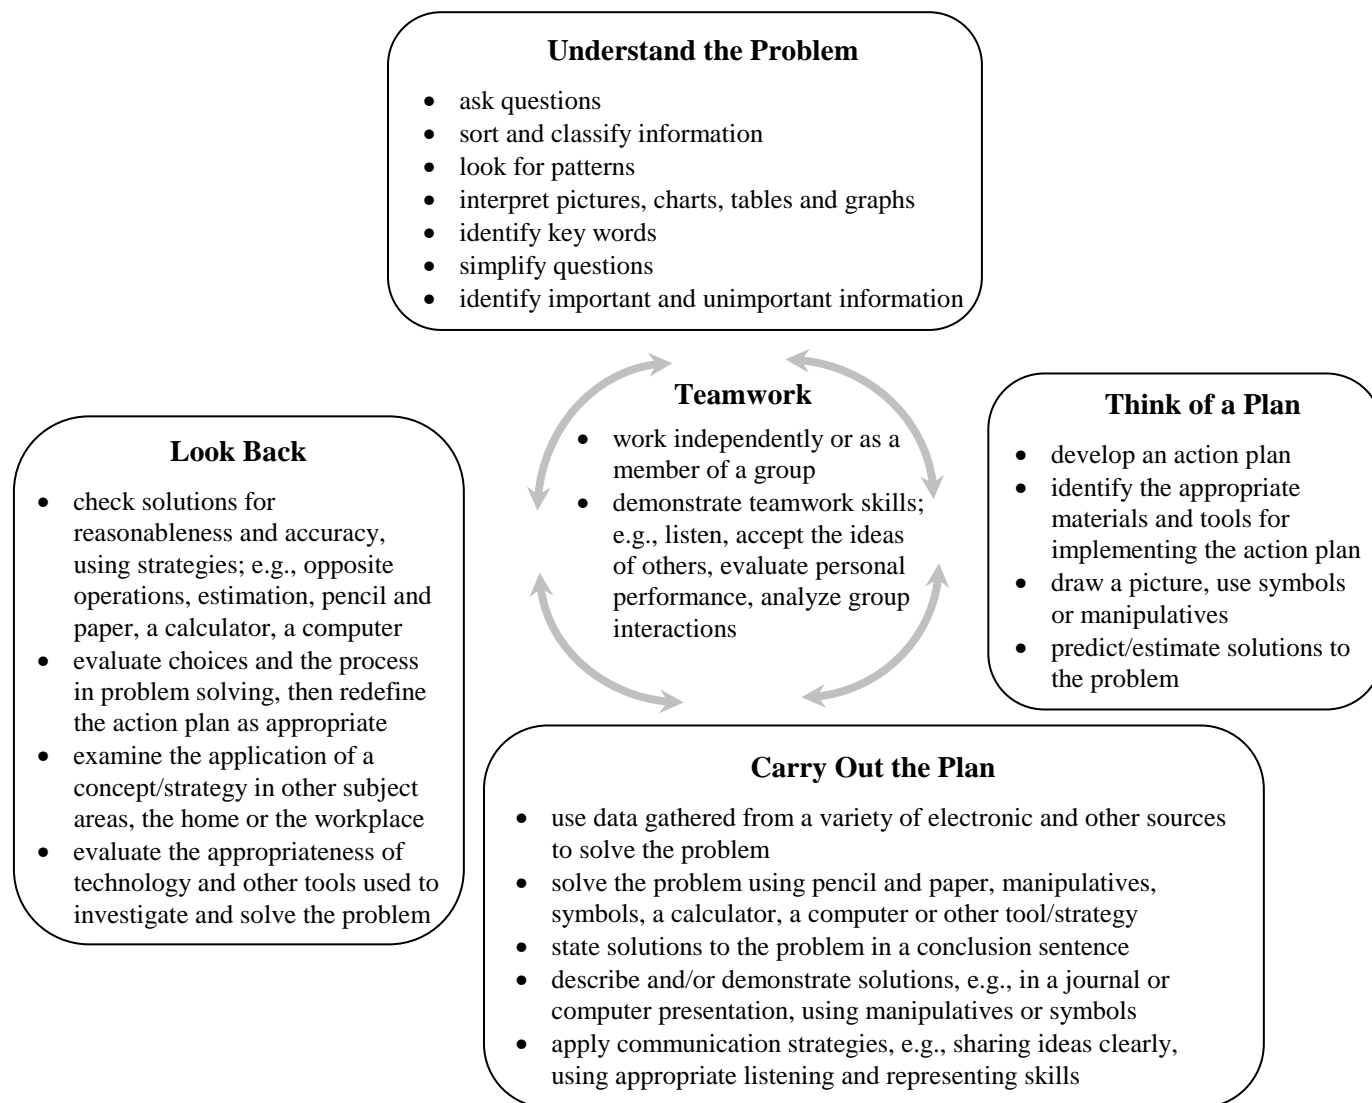 Understand the Problem
• ask questions
• sort and classify information
• look for patterns
• interpret pictures, charts, tables and graphs
• identify key words
• simplify questions
• identify important and unimportant information
Teamwork
• work independently or as a
member of a group
• demonstrate teamwork skills;
e.g., listen, accept the ideas
of others, evaluate personal
performance, analyze group
interactions
Think of a Plan
• develop an action plan
• identify the appropriate
materials and tools for
implementing the action plan
• draw a picture, use symbols
or manipulatives
• predict/estimate solutions to
the problem
Look Back
• check solutions for
reasonableness and accuracy,
using strategies; e.g., opposite
operations, estimation, pencil and
paper, a calculator, a computer
• evaluate choices and the process
in problem solving, then redefine
the action plan as appropriate
• examine the application of a
concept/strategy in other subject
areas, the home or the workplace
• evaluate the appropriateness of
technology and other tools used to
investigate and solve the problem
Carry Out the Plan
• use data gathered from a variety of electronic and other sources
to solve the problem
• solve the problem using pencil and paper, manipulatives,
symbols, a calculator, a computer or other tool/strategy
• state solutions to the problem in a conclusion sentence
• describe and/or demonstrate solutions, e.g., in a journal or
computer presentation, using manipulatives or symbols
• apply communication strategies, e.g., sharing ideas clearly,
using appropriate listening and representing skills